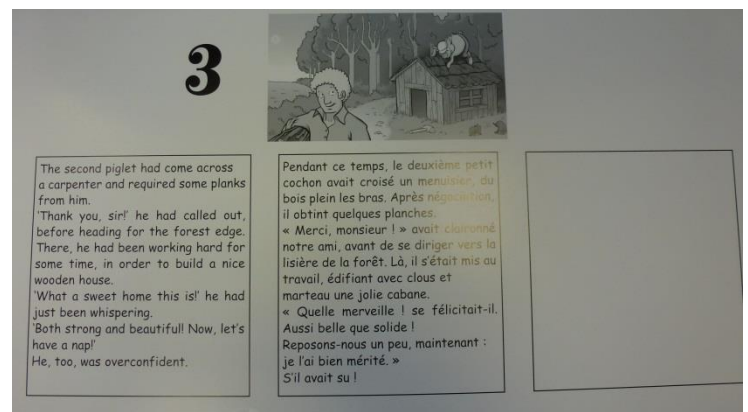 3
The second piglet had come across
a carpenter and required some planks
from him.
'Thank you, sir!' he had called out,
before heading for the forest edge.
There, he had been working hard for
some time, in order to build a nice
wooden house.
'What a sweet home this is!' he had
just been whispering.
'Both strong and beautiful! Now, let's
have a nap!'
He, too, was overconfident.
Pendant ce temps, le deuxième petit
cochon avait croisé un menuisier, du
bois plein les bras. Après négociation,
il obtint quelques planches.
« Merci, monsieur ! » avait claironné
notre ami, avant de se diriger vers la
lisière de la forêt. Là, il s'était mis au
travail, édifiant avec clous et
marteau une jolie cabane.
« Quelle merveille ! se félicitait-il.
Aussi belle que solide !
Reposons-nous un peu, maintenant :
je l'ai bien mérité. »
S'il avait su !